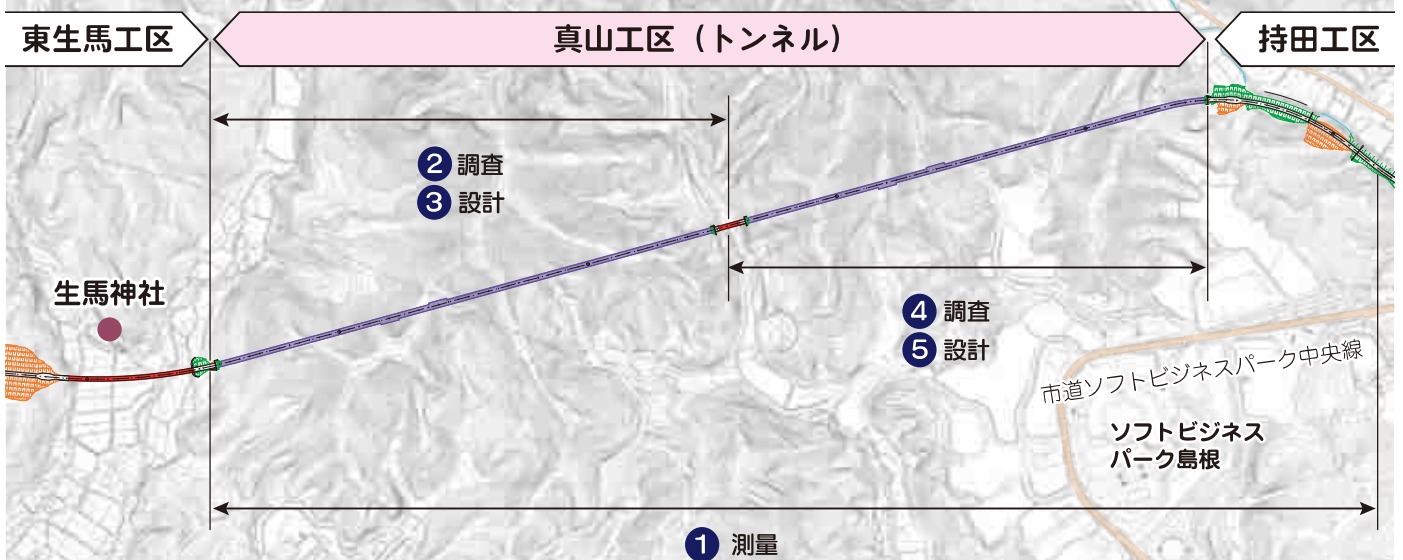 東生馬工区
真山工区（トンネル）
持田工区
2 調査
3 設計
生馬神社
4 調査
5 設計
市道ソフトビジネスパーク中央線
ソフトビジネス
パーク島根
1 測量